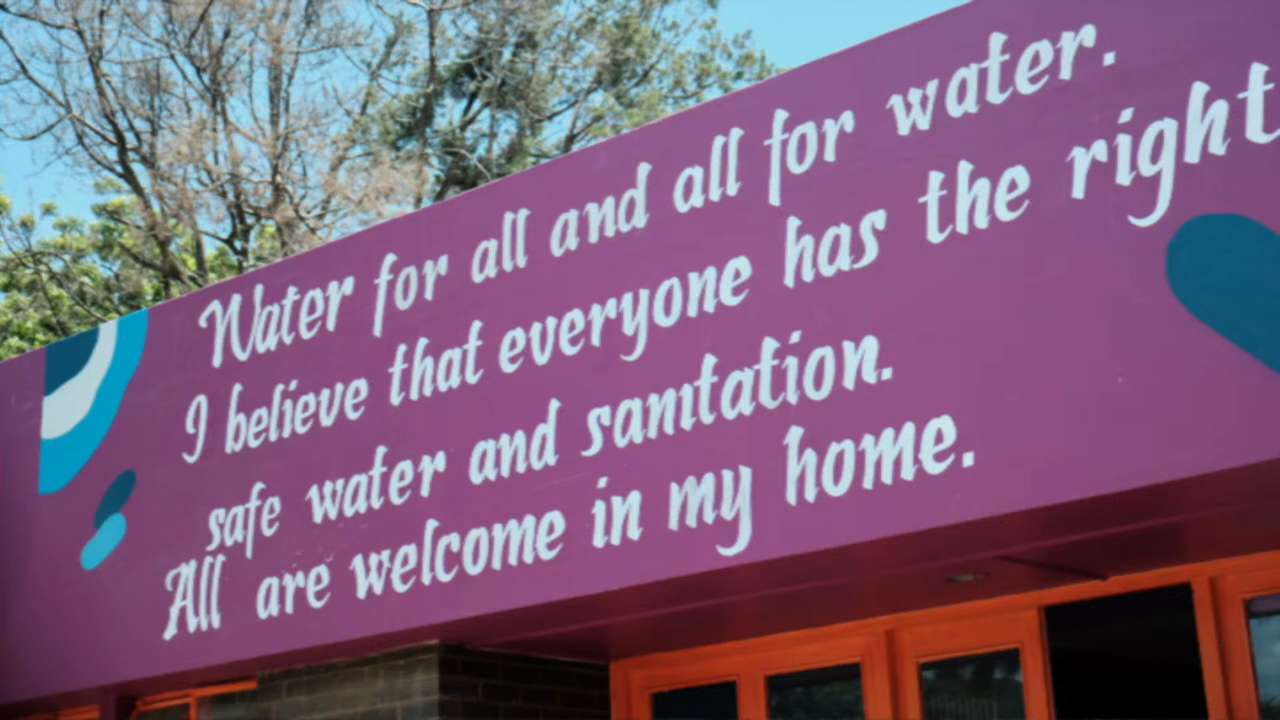 Water for all and all for water.
I believe that everyone has the right
safe water and sanitation.
All are welcome in my home.